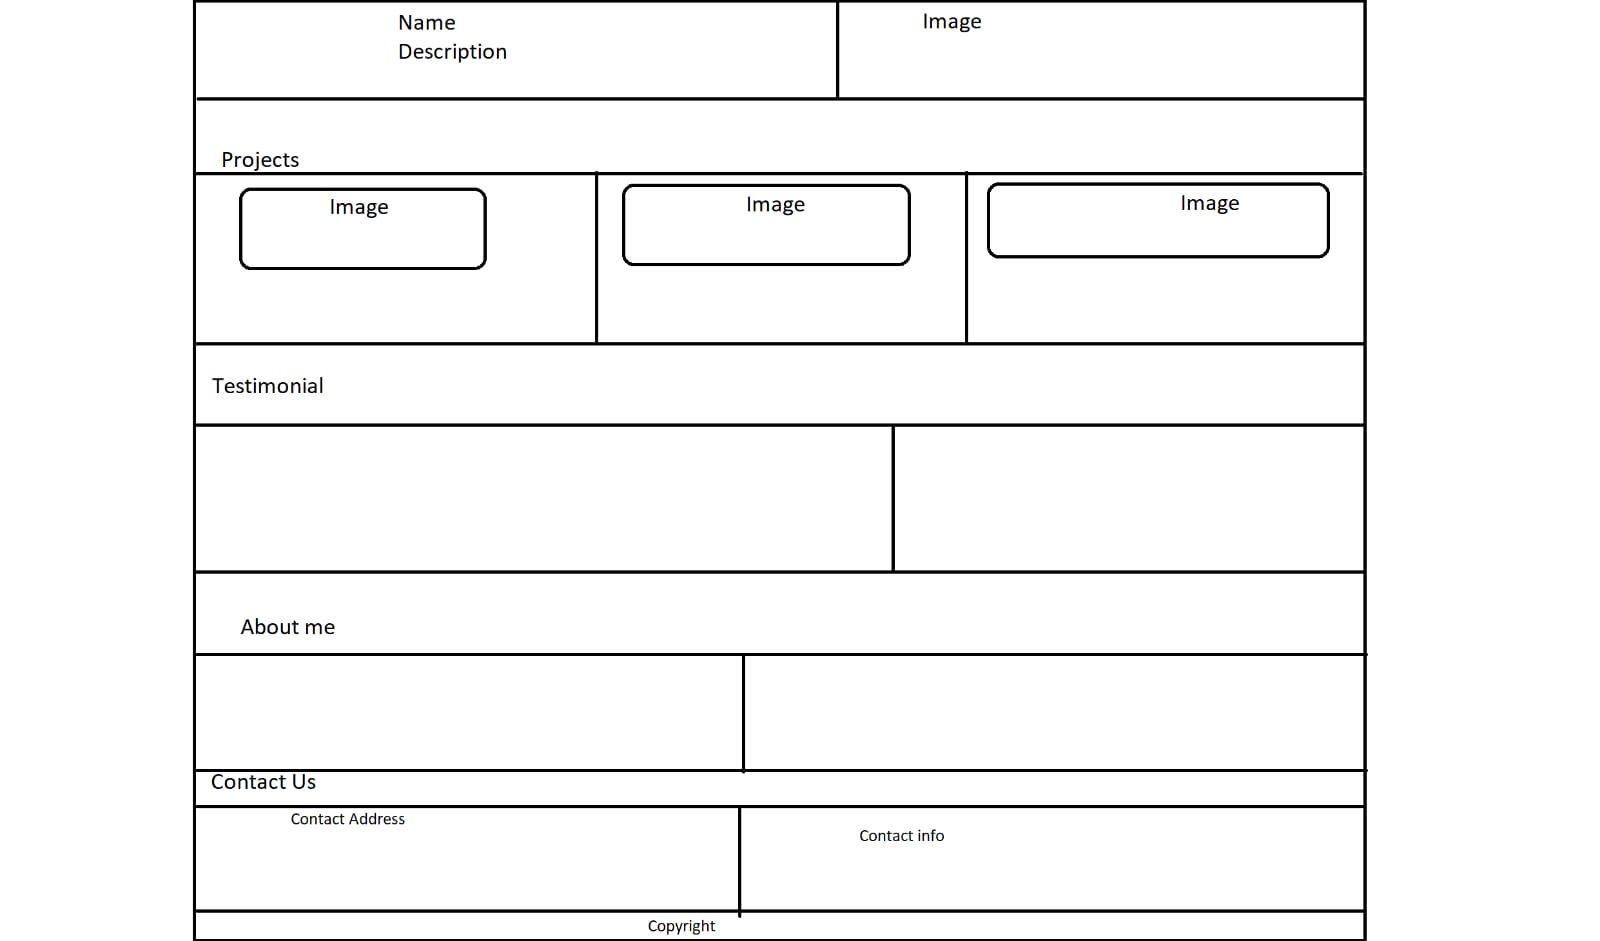 Name
Description
Image
Projects
Image
Image
Image
Testimonial
About me
Contact Us
Contact Address
Contact info
Copyright